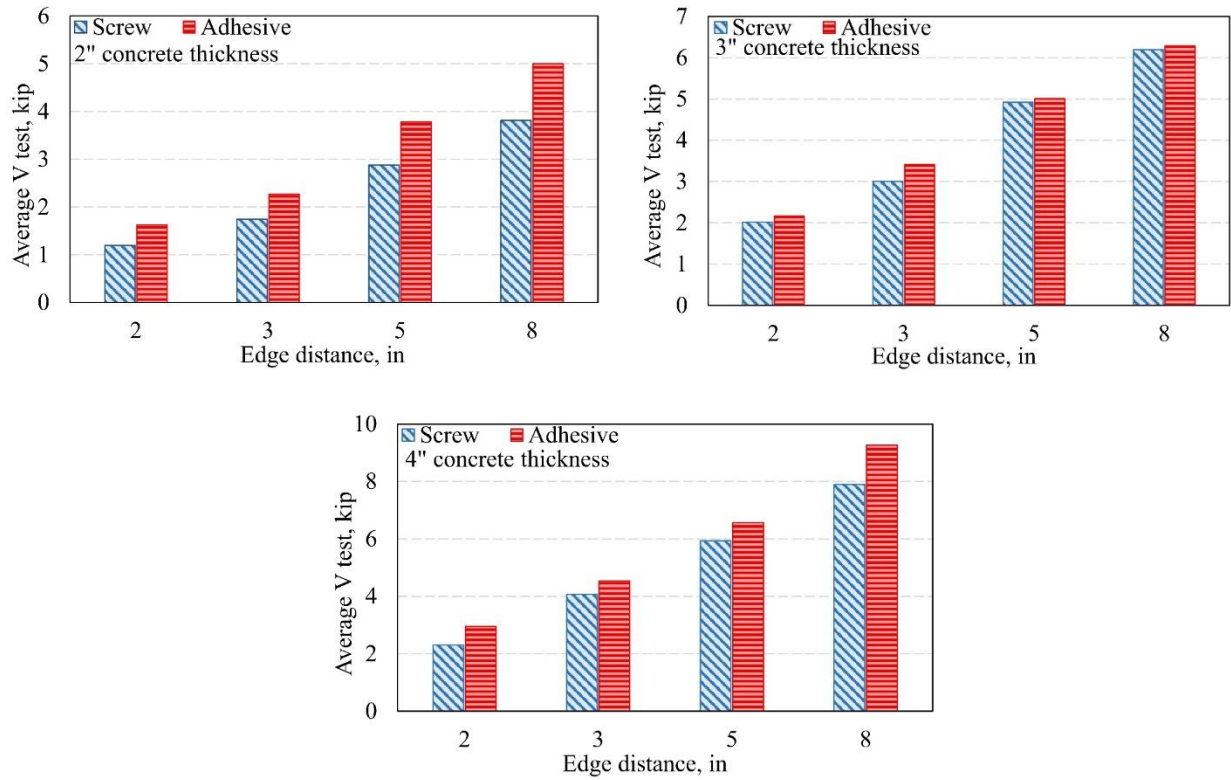 6
5
4
3
2
1
0
Average V test, kip
Screw Adhesive
2" concrete thickness
2 3 5 8
Edge distance, in
7
6
5
4
3
2
1
0
Average V test, kip
Screw Adhesive
3" concrete thickness
2 3 5 8
Edge distance, in
10
8
6
4
2
0
Average V test, kip
Screw Adhesive
4" concrete thickness
2 3 5 8
Edge distance, in